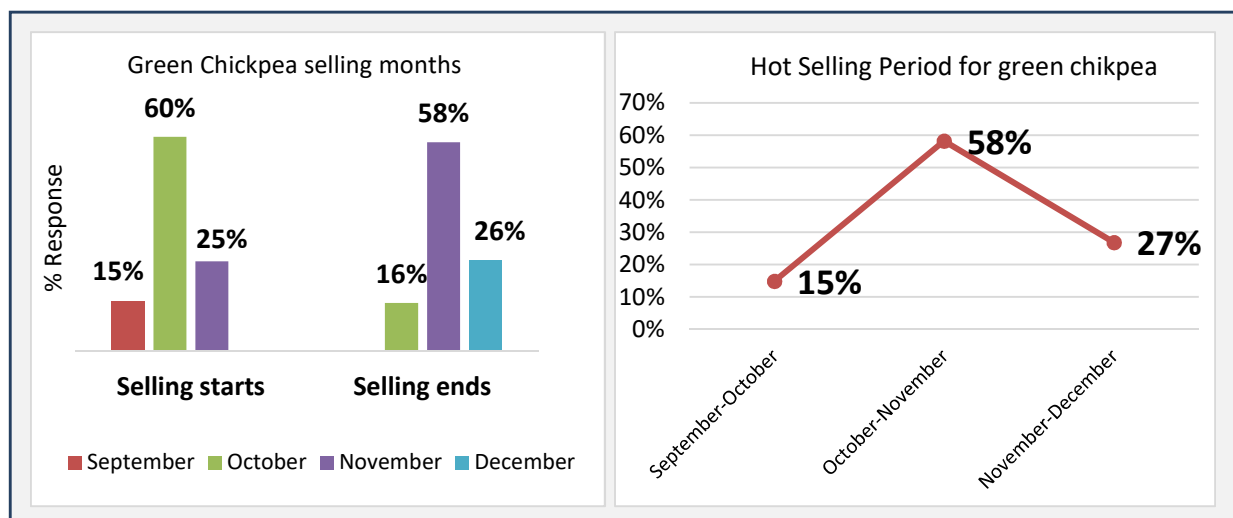 Green Chickpea selling months
% Response
60%
58%
15%
25%
16%
26%
Selling starts
Selling ends
September October November December
Hot Selling Period for green chikpea
70%
60%
50%
40%
30%
20%
10%
0%
15%
58%
27%
September-October
October-November
November-December